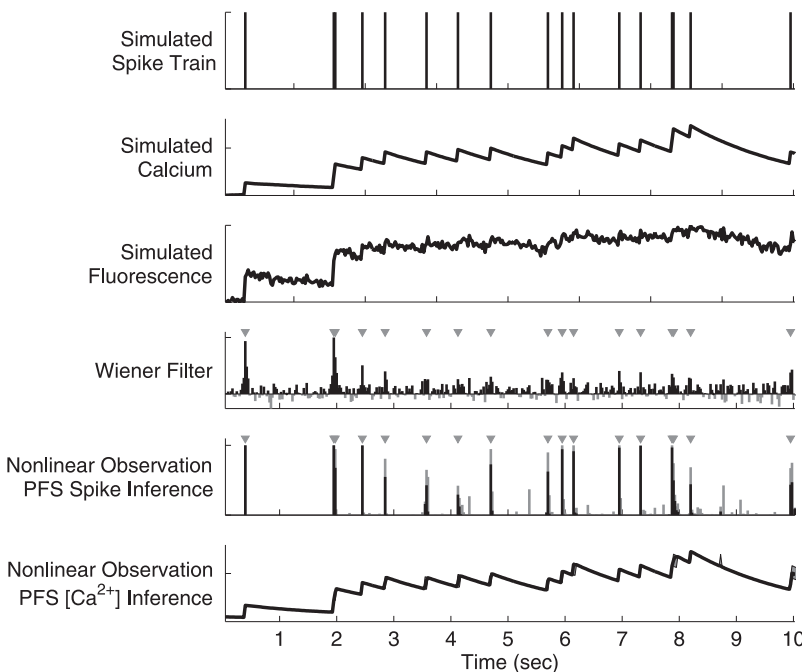 Simulated
Spike Train
Simulated
Calcium
Simulated
Fluorescence
Wiener Filter
Nonlinear Observation
PFS Spike Inference
Nonlinear Observation
PFS [Ca²⁺] Inference
1 2 3 4 5 6 7 8 9 10
Time (sec)